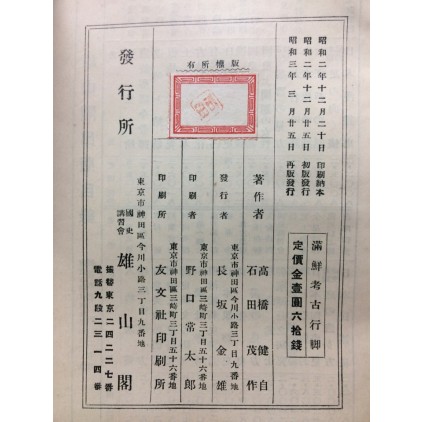 昭和二年十二月二十日 印刷納本
昭和二年十二月廿五日 初版發行
昭和三年三月廿五日 再版發行
滿鮮考古行脚
定價金壹圓六拾錢
版權所有
著作者 高橋健自
石田茂作
東京市神田區今川小路三丁目九番地
發行者 長坂金雄
東京市神田區三崎町三丁目五十六番地
印刷者 野口常太郎
東京市神田區三崎町三丁目五十六番地
印刷所 友文社印刷所
東京市神田區今川小路三丁目九番地
發行所 國史講習會 雄山閣
振替東京二四二二七番
電話九段二三一四番